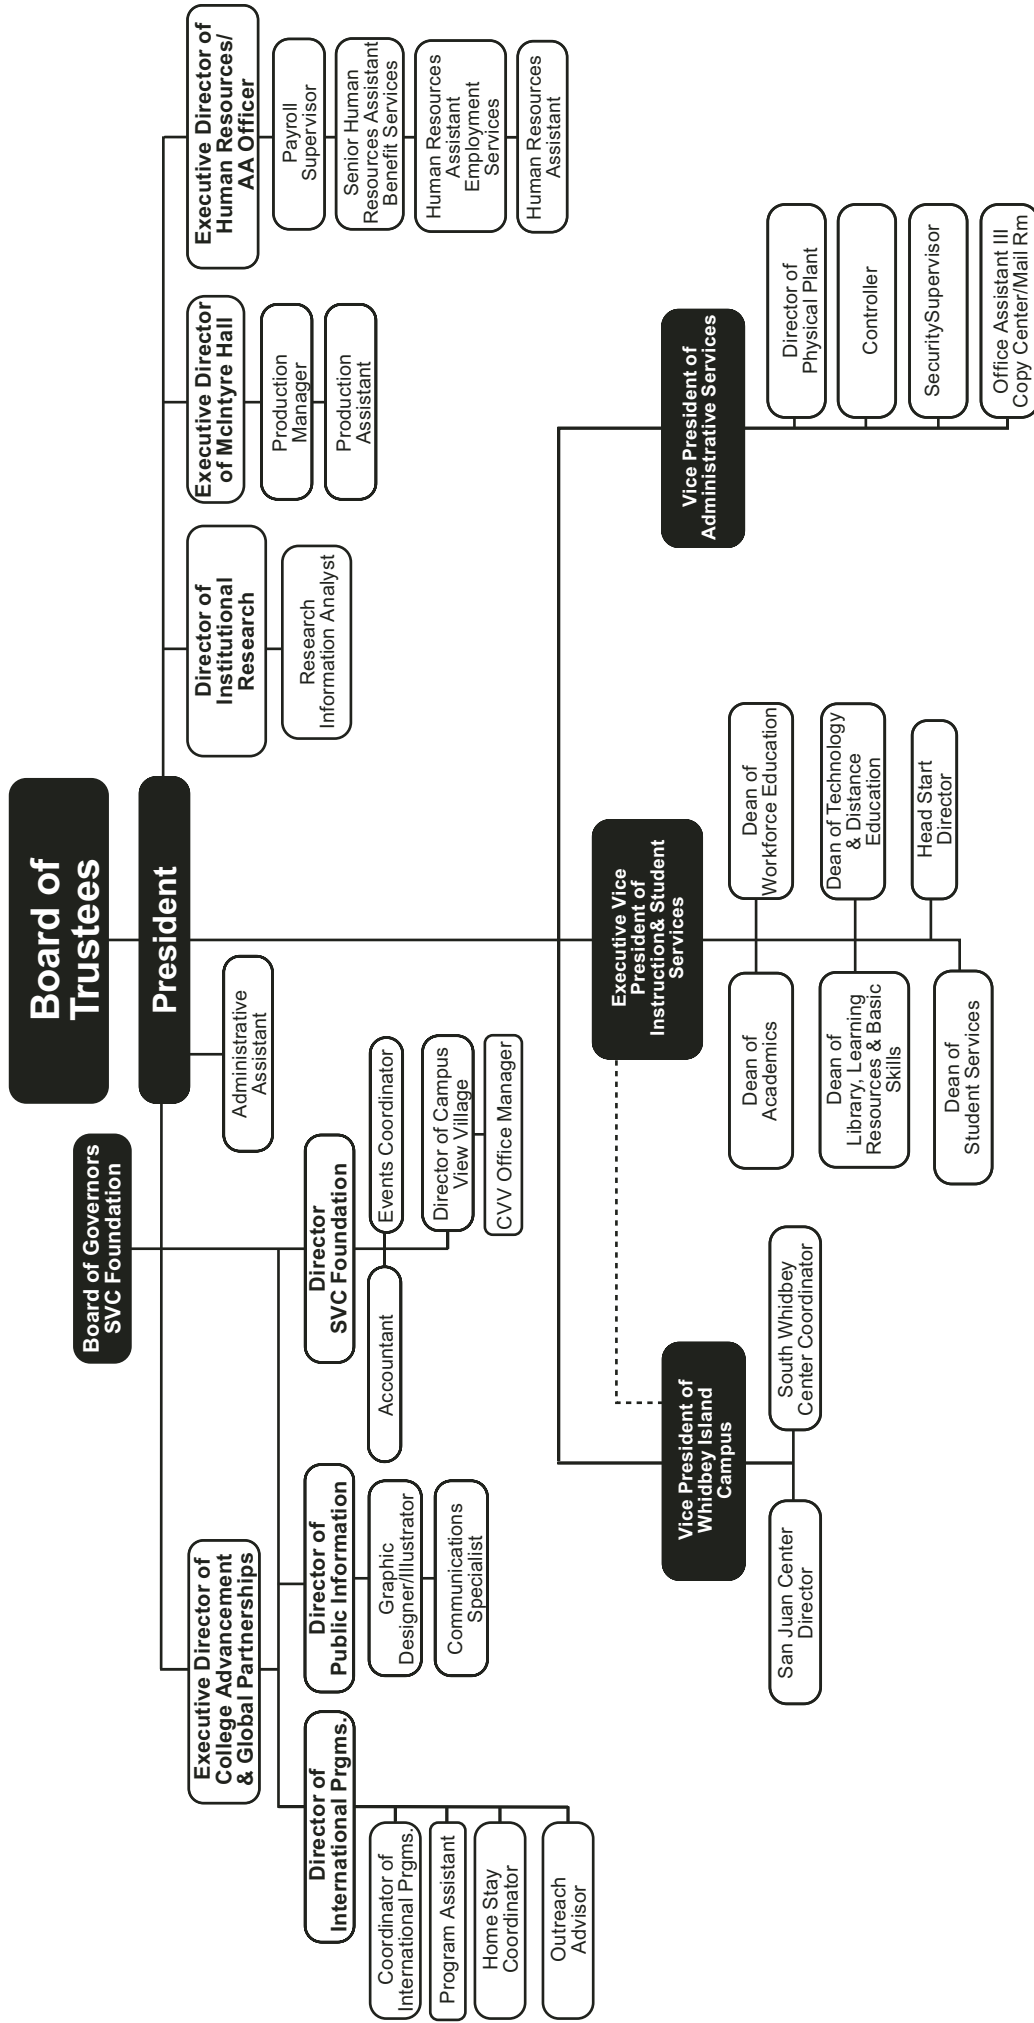 Board of
Trustees
President
Board of Governors
SVC Foundation
Administrative
Assistant
Executive Director of
College Advancement
& Global Partnerships
Director of
International Prgms.
Coordinator of
International Prgms.
Program Assistant
Home Stay
Coordinator
Outreach
Advisor
Director of
Public Information
Graphic
Designer/Illustrator
Communications
Specialist
Director
SVC Foundation
Accountant
Events Coordinator
Director of Campus
View Village
CVV Office Manager
Director of
Institutional
Research
Research
Information Analyst
Executive Director
of McIntyre Hall
Production
Manager
Production
Assistant
Executive Director of
Human Resources/
AA Officer
Payroll
Supervisor
Senior Human
Resources Assistant
Benefit Services
Human Resources
Assistant
Employment
Services
Human Resources
Assistant
Vice President of
Whidbey Island
Campus
San Juan Center
Director
South Whidbey
Center Coordinator
Executive Vice
President of
Instruction& Student
Services
Dean of
Academics
Dean of
Workforce Education
Dean of
Library, Learning
Resources & Basic
Skills
Dean of Technology
& Distance
Education
Head Start
Director
Dean of
Student Services
Vice President of
Administrative Services
Director of
Physical Plant
Controller
SecuritySupervisor
Office Assistant III
Copy Center/Mail Rm